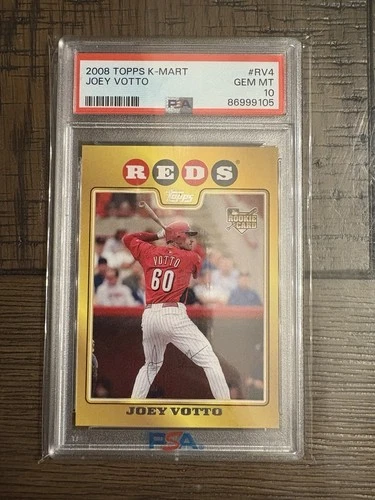 2008 TOPPS K-MART #RV4
JOEY VOTTO GEM MT
10
PSA 86999105
REDS
Topps
ROOKIE
CARD
VOTTO
60
JOEY VOTTO
PSA